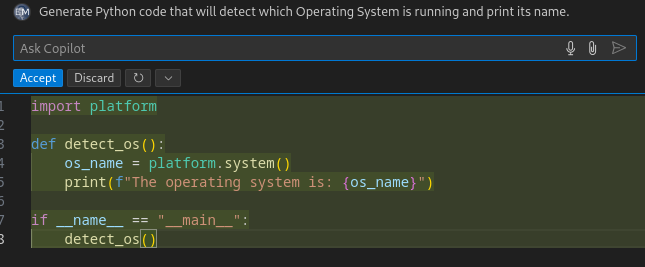 Generate Python code that will detect which Operating System is running and print its name.
Ask Copilot
Accept Discard
1 import platform
2
3 def detect_os():
4     os_name = platform.system()
5     print(f"The operating system is: {os_name}")
6
7 if __name__ == "__main__":
8     detect_os()